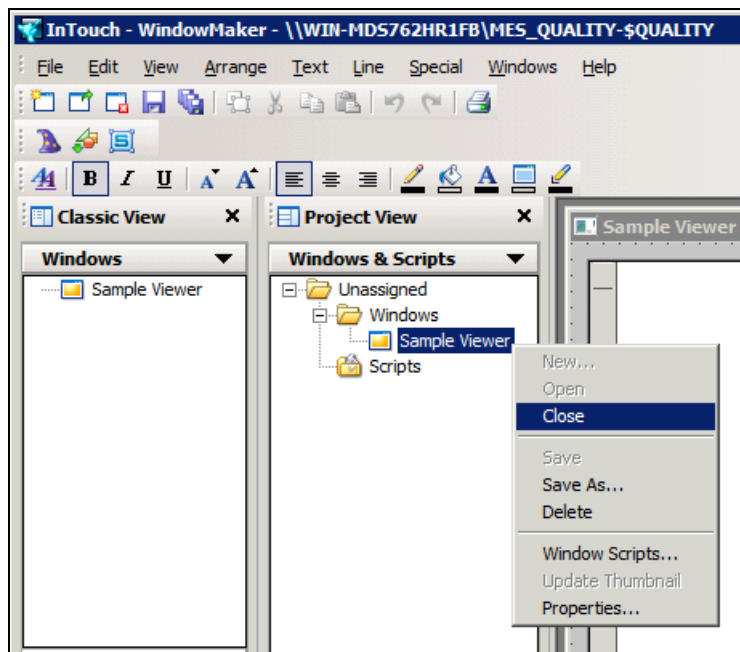 InTouch - WindowMaker - \\WIN-MDS762HR1FB\MES_QUALITY-$QUALITY
File Edit View Arrange Text Line Special Windows Help
B I U A A A
Classic View
Project View
Sample Viewer
Windows
Windows & Scripts
Sample Viewer
Unassigned
Windows
Sample Viewer
Scripts
New...
Open
Close
Save
Save As...
Delete
Window Scripts...
Update Thumbnail
Properties...